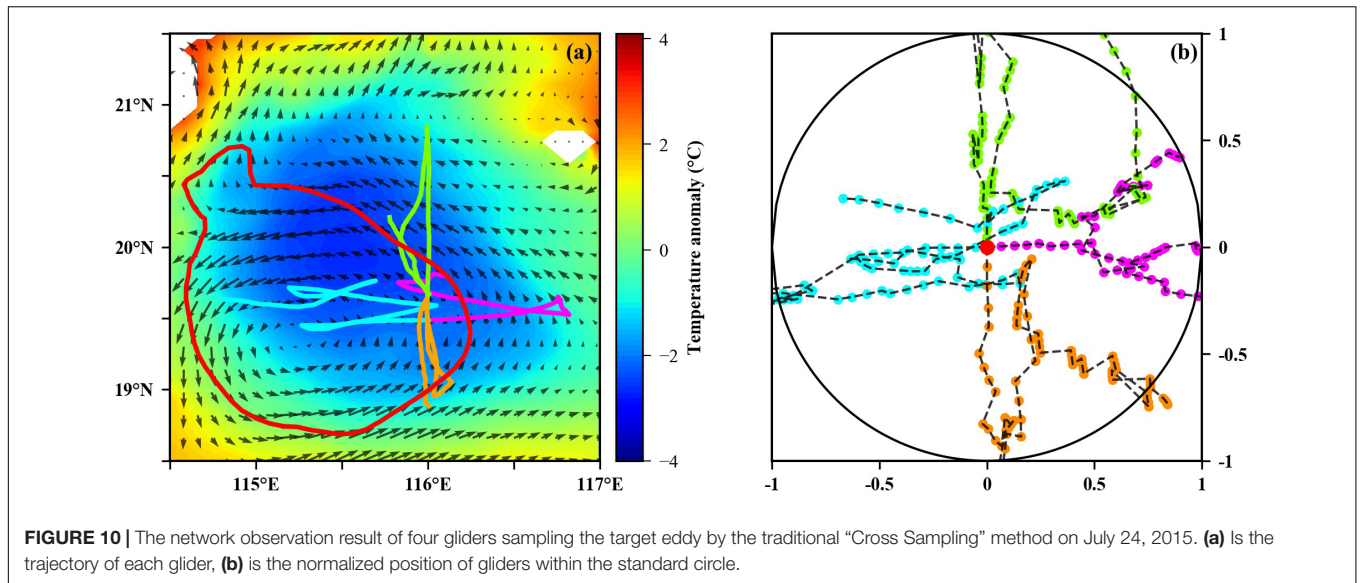 (a)
21°N
20°N
19°N
115°E
116°E
117°E
4
2
0
−2
−4
Temperature anomaly (°C)
(b)
1
0.5
0
-0.5
-1
-1
-0.5
0
0.5
1
FIGURE 10 | The network observation result of four gliders sampling the target eddy by the traditional “Cross Sampling” method on July 24, 2015. (a) Is the
trajectory of each glider, (b) is the normalized position of gliders within the standard circle.